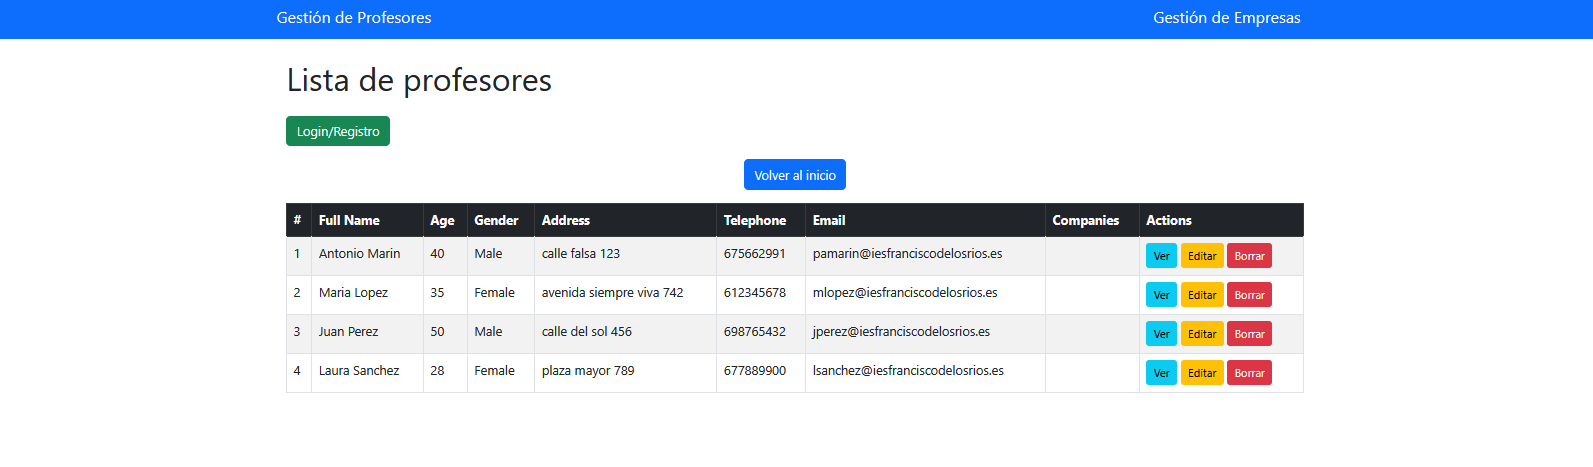 Gestión de Profesores Gestión de Empresas
Lista de profesores
Login/Registro
Volver al inicio
# Full Name Age Gender Address Telephone Email Companies Actions
1 Antonio Marin 40 Male calle falsa 123 675662991 pamarin@iesfranciscodelosrios.es Ver Editar Borrar
2 Maria Lopez 35 Female avenida siempre viva 742 612345678 mlopez@iesfranciscodelosrios.es Ver Editar Borrar
3 Juan Perez 50 Male calle del sol 456 698765432 jperez@iesfranciscodelosrios.es Ver Editar Borrar
4 Laura Sanchez 28 Female plaza mayor 789 677889900 lsanchez@iesfranciscodelosrios.es Ver Editar Borrar